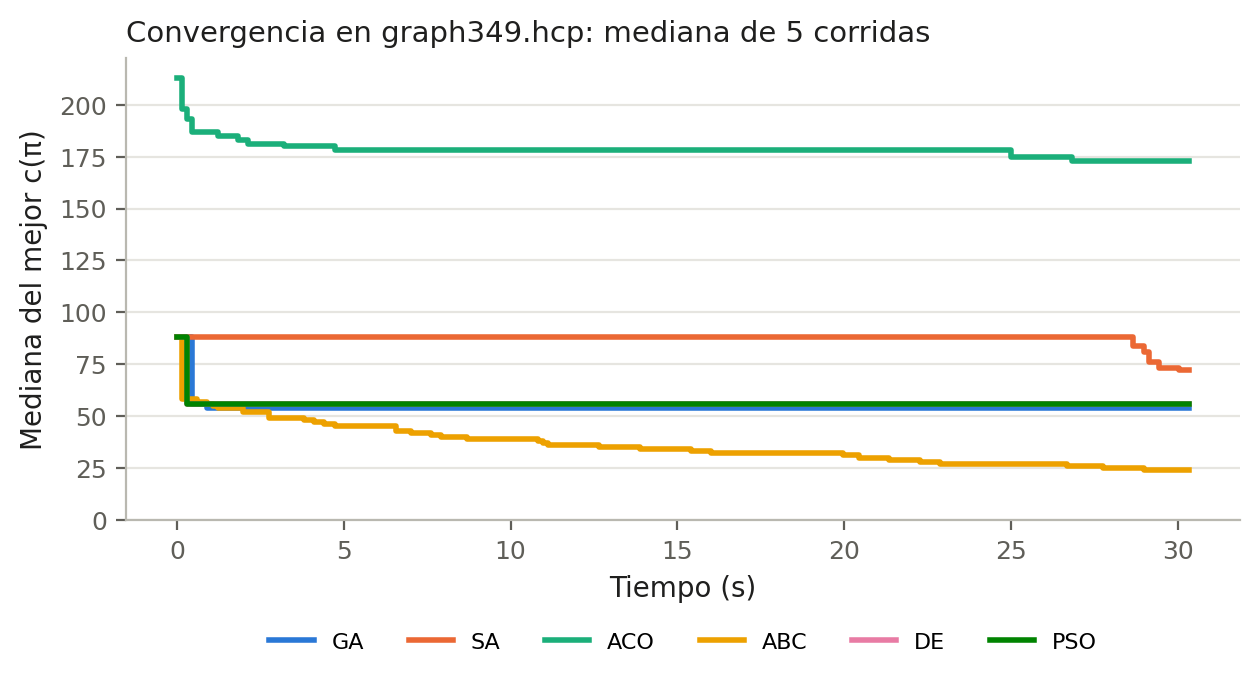 Convergencia en graph349.hcp: mediana de 5 corridas
Mediana del mejor c(π)
200
175
150
125
100
75
50
25
0
0 5 10 15 20 25 30
Tiempo (s)
GA SA ACO ABC DE PSO